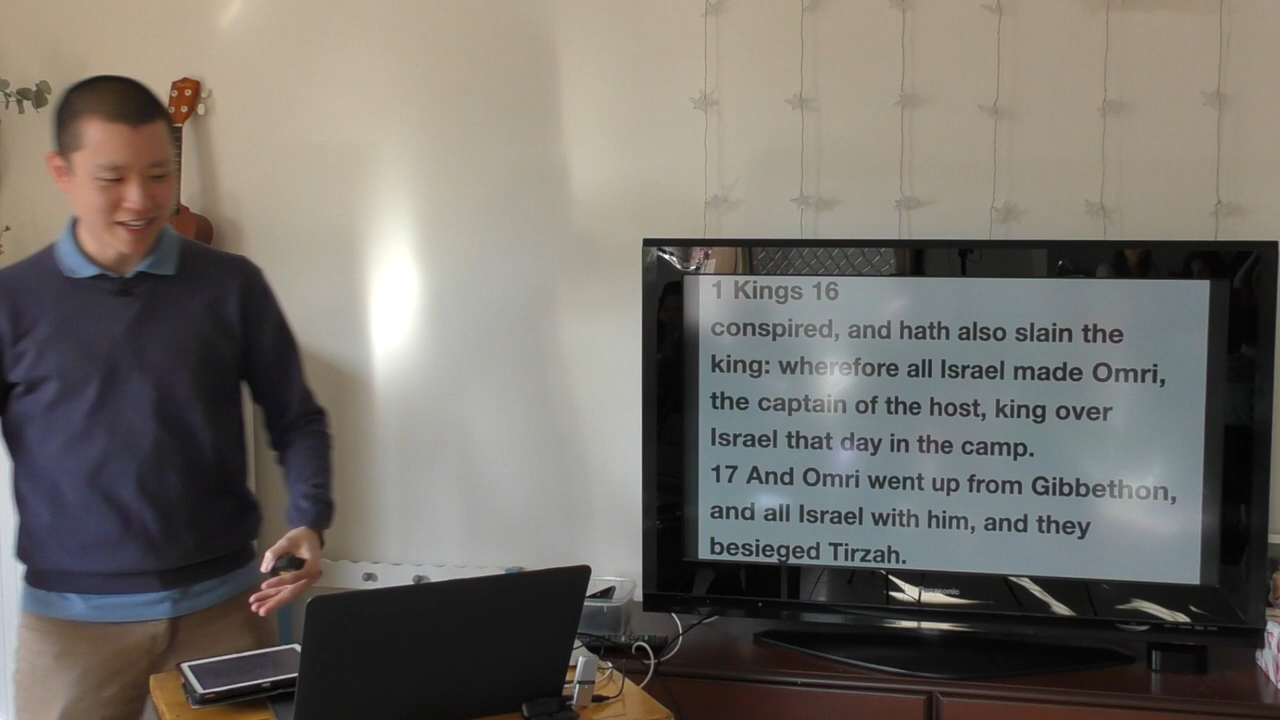 1 Kings 16
conspired, and hath also slain the
king: wherefore all Israel made Omri,
the captain of the host, king over
Israel that day in the camp.
17 And Omri went up from Gibbethon,
and all Israel with him, and they
besieged Tirzah.
Panasonic